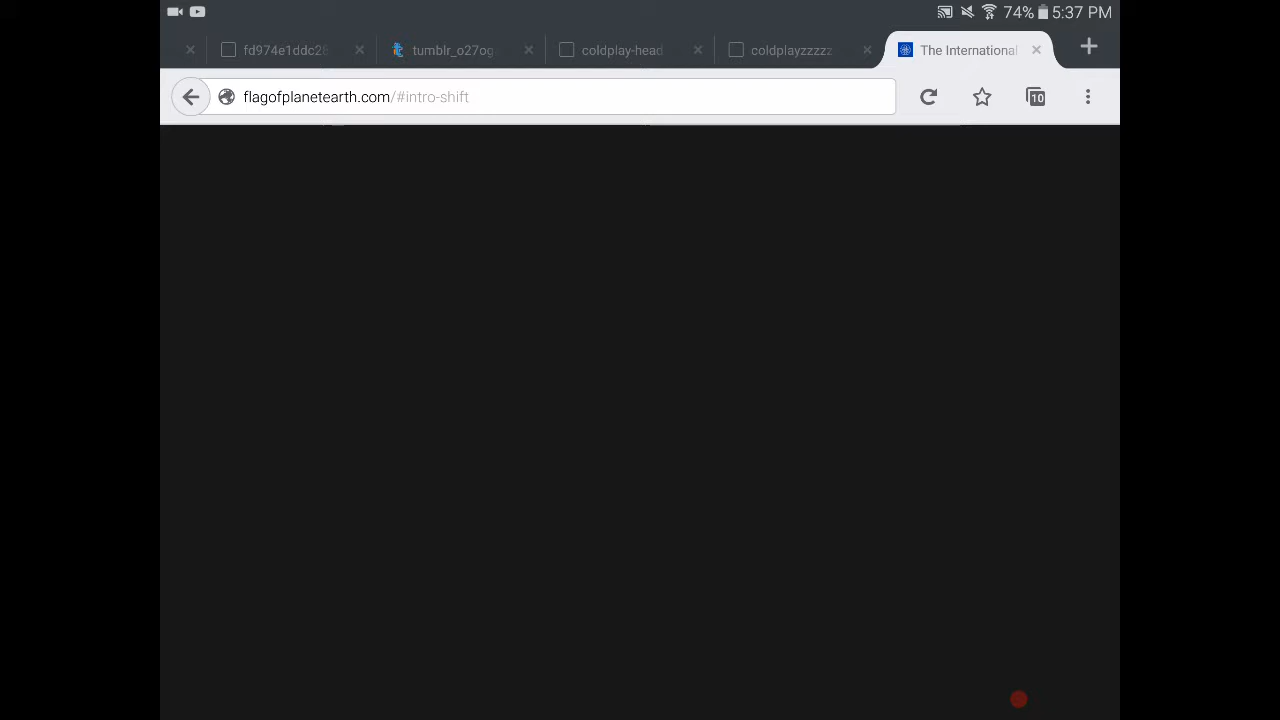 74% 5:37 PM
fd974e1ddc28 tumblr_o27og coldplay-head coldplayzzzzz The International
flagofplanetearth.com/#intro-shift 10